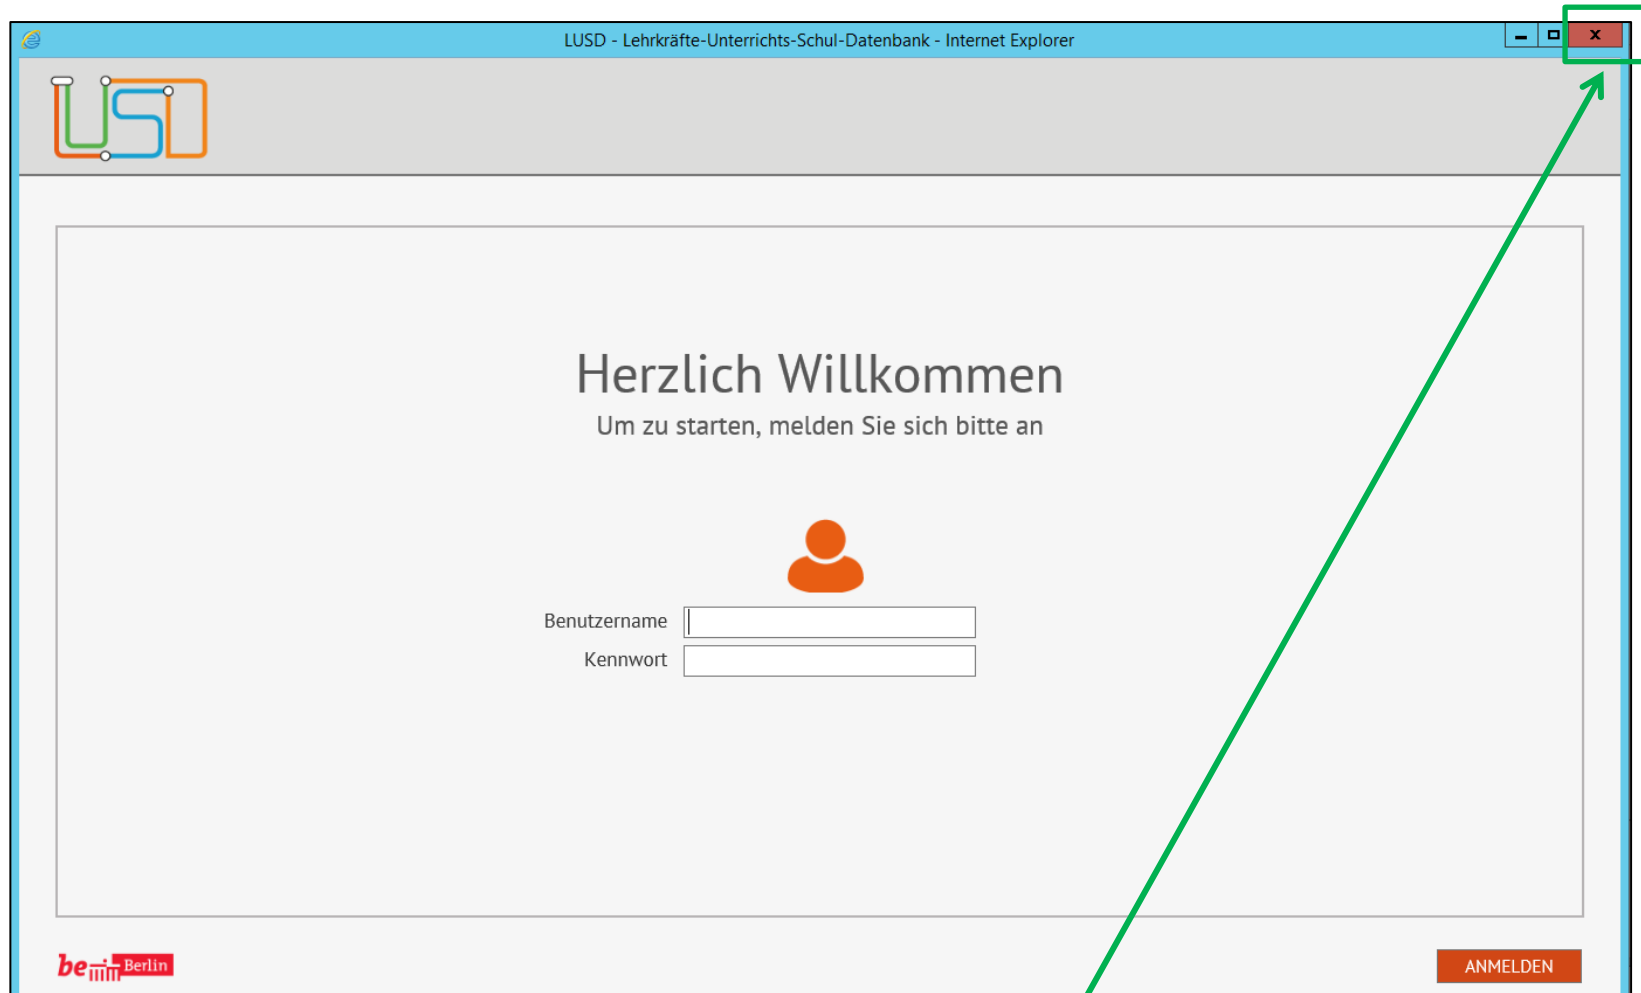 LUSD - Lehrkräfte-Unterrichts-Schul-Datenbank - Internet Explorer
LUSD
Herzlich Willkommen
Um zu starten, melden Sie sich bitte an
Benutzername
Kennwort
be Berlin
ANMELDEN